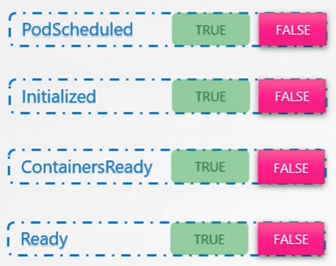 PodScheduled TRUE FALSE
Initialized TRUE FALSE
ContainersReady TRUE FALSE
Ready TRUE FALSE